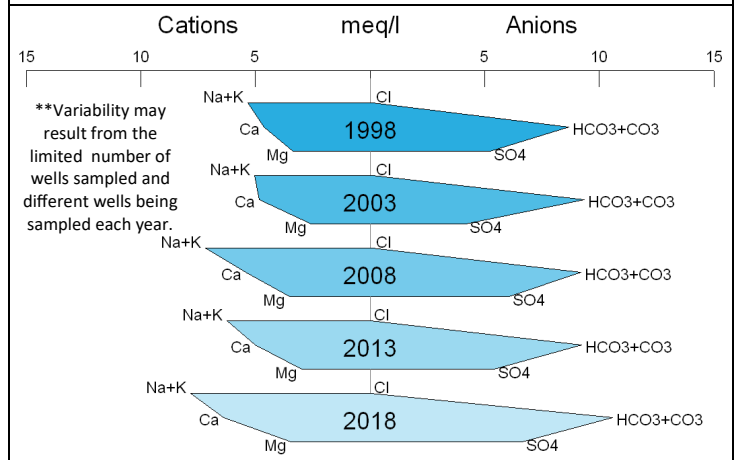 Cations meq/l Anions
15 10 5 5 10 15
Na+K Cl
**Variability may
result from the
limited number of
wells sampled and
different wells being
sampled each year.
Ca 1998 HCO3+CO3
Mg SO4
Na+K Cl
Ca 2003 HCO3+CO3
Mg SO4
Na+K Cl
Ca 2008 HCO3+CO3
Mg SO4
Na+K Cl
Ca 2013 HCO3+CO3
Mg SO4
Na+K Cl
Ca 2018 HCO3+CO3
Mg SO4